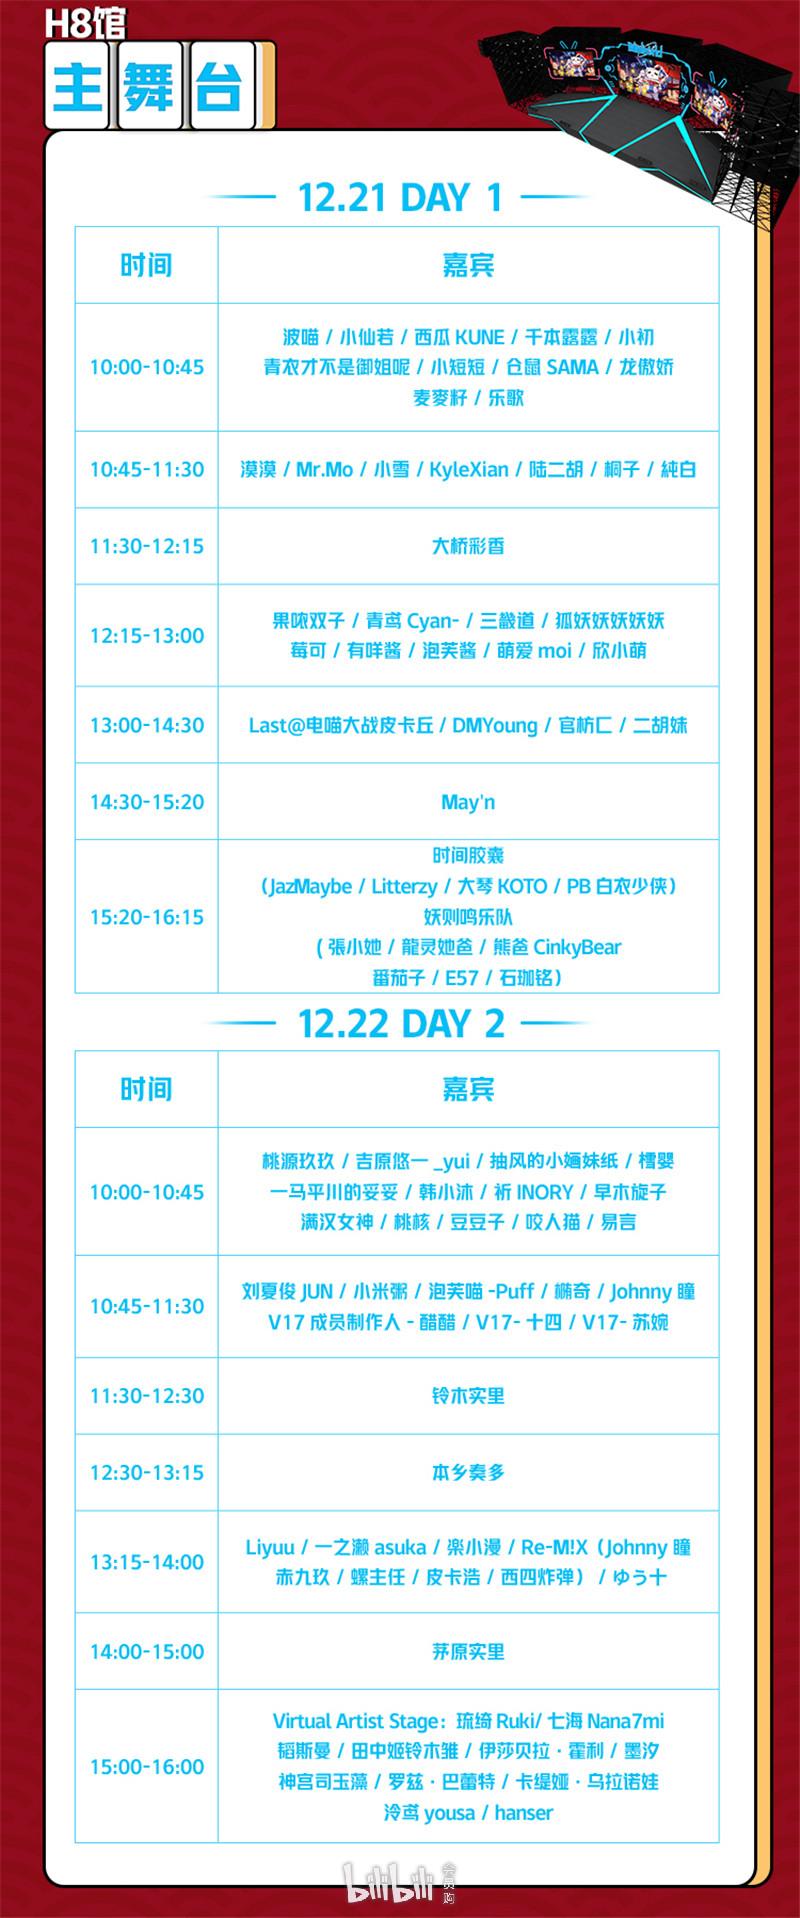 H8馆
主舞台
12.21 DAY 1
时间 嘉宾
10:00-10:45
波喵 / 小仙若 / 西瓜 KUNE / 千本露露 / 小初
青衣才不是御姐呢 / 小短短 / 仓鼠 SAMA / 龙傲娇
麦麥籽 / 乐歌
10:45-11:30 漠漠 / Mr.Mo / 小雪 / KyleXian / 陆二胡 / 桐子 / 純白
11:30-12:15 大桥彩香
12:15-13:00
果哝双子 / 青鸢 Cyan- / 三畿道 / 狐妖妖妖妖妖
莓可 / 有咩酱 / 泡芙酱 / 萌爱 moi / 欣小萌
13:00-14:30 Last@电喵大战皮卡丘 / DMYoung / 官枋匚 / 二胡妹
14:30-15:20 May'n
15:20-16:15
时间胶囊
（JazMaybe / Litterzy / 大琴 KOTO / PB 白衣少侠）
妖则鸣乐队
( 張小她 / 龍灵她爸 / 熊爸 CinkyBear
番茄子 / E57 / 石珈铭）
12.22 DAY 2
时间 嘉宾
10:00-10:45
桃源玖玖 / 吉原悠一 _yui / 抽风的小婳妹纸 / 樰婴
一马平川的妥妥 / 韩小沐 / 祈 INORY / 早木旋子
满汉女神 / 桃核 / 豆豆子 / 咬人猫 / 易言
10:45-11:30
刘夏俊 JUN / 小米粥 / 泡芙喵 -Puff / 椭奇 / Johnny 瞳
V17 成员制作人 - 醋醋 / V17- 十四 / V17- 苏婉
11:30-12:30 铃木实里
12:30-13:15 本乡奏多
13:15-14:00
Liyuu / 一之濑 asuka / 楽小漫 / Re-M!X（Johnny 瞳
赤九玖 / 螺主任 / 皮卡浩 / 西四炸弹） / ゆう十
14:00-15:00 茅原实里
15:00-16:00
Virtual Artist Stage：琉绮 Ruki/ 七海 Nana7mi
韬斯曼 / 田中姬铃木雏 / 伊莎贝拉 · 霍利 / 墨汐
神宫司玉藻 / 罗兹 · 巴蕾特 / 卡缇娅 · 乌拉诺娃
泠鸢 yousa / hanser
bilibili 会员购